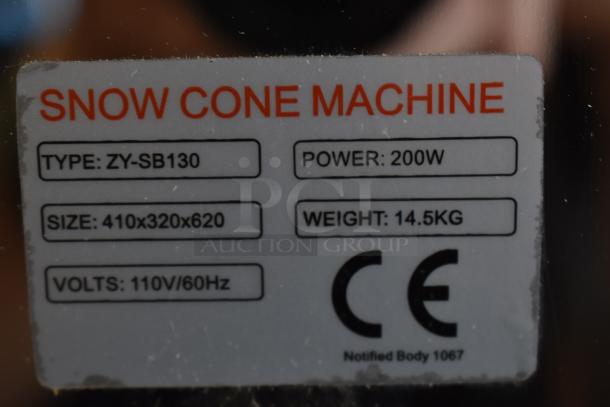 SNOW CONE MACHINE
TYPE: ZY-SB130
POWER: 200W
SIZE: 410x320x620
WEIGHT: 14.5KG
PCI
AUCTION GROUP
VOLTS: 110V/60Hz
CE
Notified Body 1067